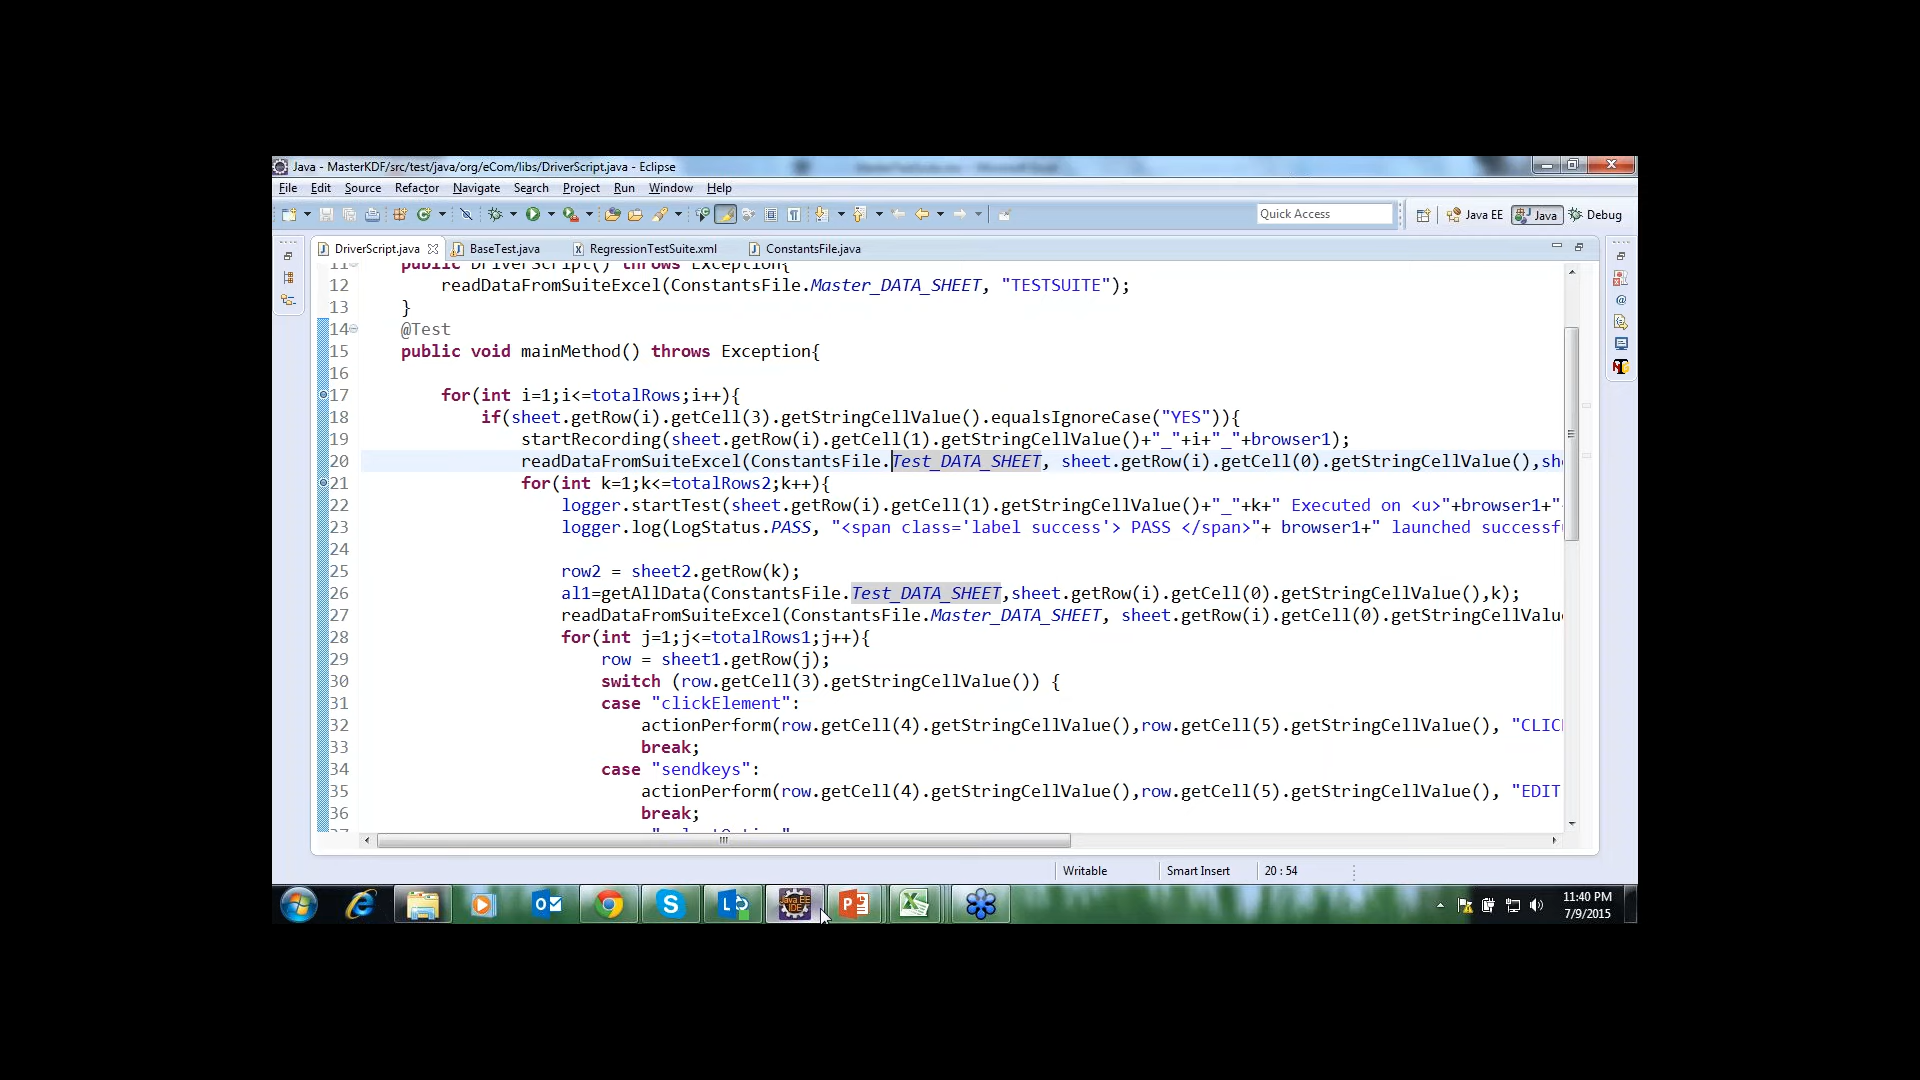 Java - MasterKDF/src/test/java/org/eCom/libs/DriverScript.java - Eclipse
File Edit Source Refactor Navigate Search Project Run Window Help
Quick Access
Java EE
Java
Debug
DriverScript.java
BaseTest.java
RegressionTestSuite.xml
ConstantsFile.java
11 public DriverScript() throws Exception{
12 readDataFromSuiteExcel(ConstantsFile.Master_DATA_SHEET, "TESTSUITE");
13 }
14 @Test
15 public void mainMethod() throws Exception{
16
17 for(int i=1;i<=totalRows;i++){
18 if(sheet.getRow(i).getCell(3).getStringCellValue().equalsIgnoreCase("YES")){
19 startRecording(sheet.getRow(i).getCell(1).getStringCellValue()+"_"+i+"_"+browser1);
20 readDataFromSuiteExcel(ConstantsFile.Test_DATA_SHEET, sheet.getRow(i).getCell(0).getStringCellValue(),she
21 for(int k=1;k<=totalRows2;k++){
22 logger.startTest(sheet.getRow(i).getCell(1).getStringCellValue()+"_"+k+" Executed on <u>"+browser1+"
23 logger.log(LogStatus.PASS, "<span class='label success'> PASS </span>"+ browser1+" launched successf
24
25 row2 = sheet2.getRow(k);
26 al1=getAllData(ConstantsFile.Test_DATA_SHEET,sheet.getRow(i).getCell(0).getStringCellValue(),k);
27 readDataFromSuiteExcel(ConstantsFile.Master_DATA_SHEET, sheet.getRow(i).getCell(0).getStringCellValue
28 for(int j=1;j<=totalRows1;j++){
29 row = sheet1.getRow(j);
30 switch (row.getCell(3).getStringCellValue()) {
31 case "clickElement":
32 actionPerform(row.getCell(4).getStringCellValue(),row.getCell(5).getStringCellValue(), "CLIC
33 break;
34 case "sendkeys":
35 actionPerform(row.getCell(4).getStringCellValue(),row.getCell(5).getStringCellValue(), "EDIT
36 break;
Writable
Smart Insert
20 : 54
11:40 PM
7/9/2015